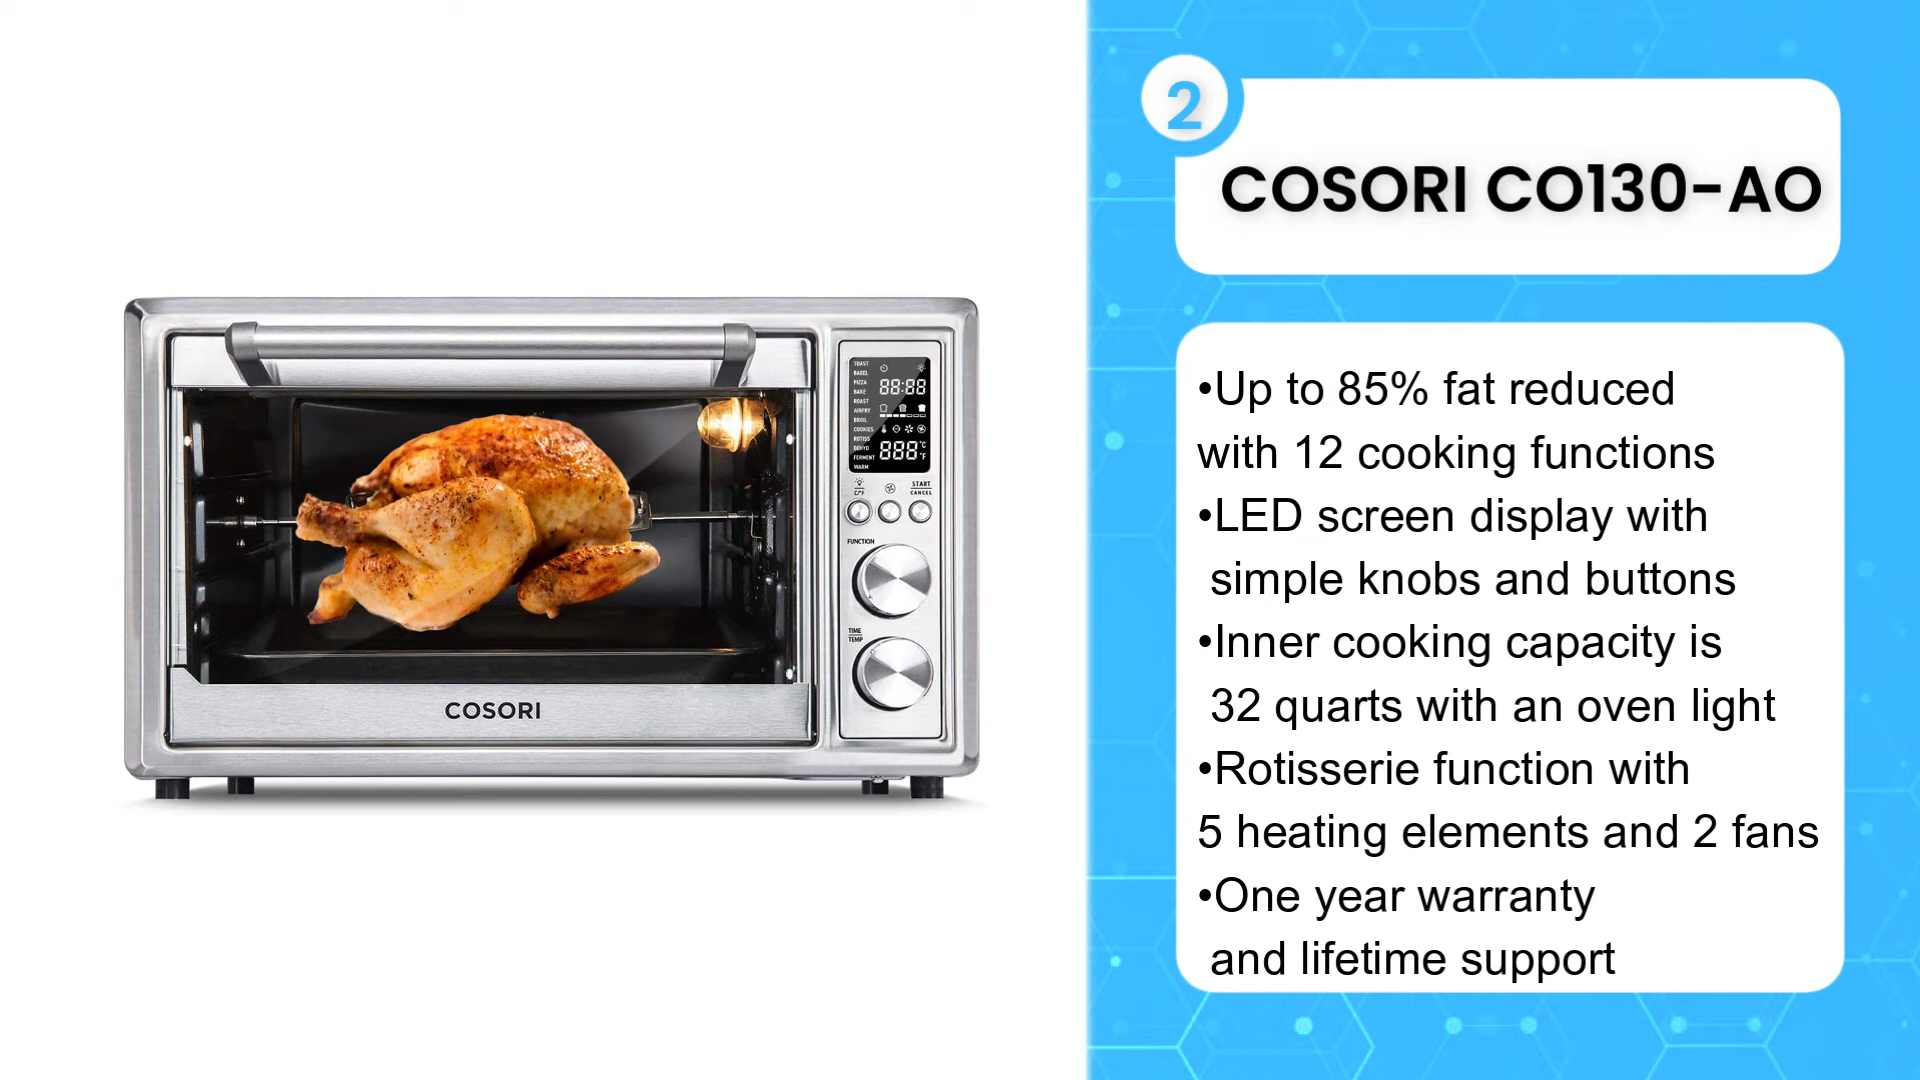 2
COSORI CO130-AO
•Up to 85% fat reduced
with 12 cooking functions
•LED screen display with
simple knobs and buttons
•Inner cooking capacity is
32 quarts with an oven light
•Rotisserie function with
5 heating elements and 2 fans
•One year warranty
and lifetime support
TOAST
BAGEL
PIZZA
BAKE
ROAST
AIRFRY
BROIL
COOKIES
ROTISS
DEHYD
FERMENT
WARM
88:88
888
°C
°F
C/°F
START
CANCEL
FUNCTION
TIME
TEMP
COSORI